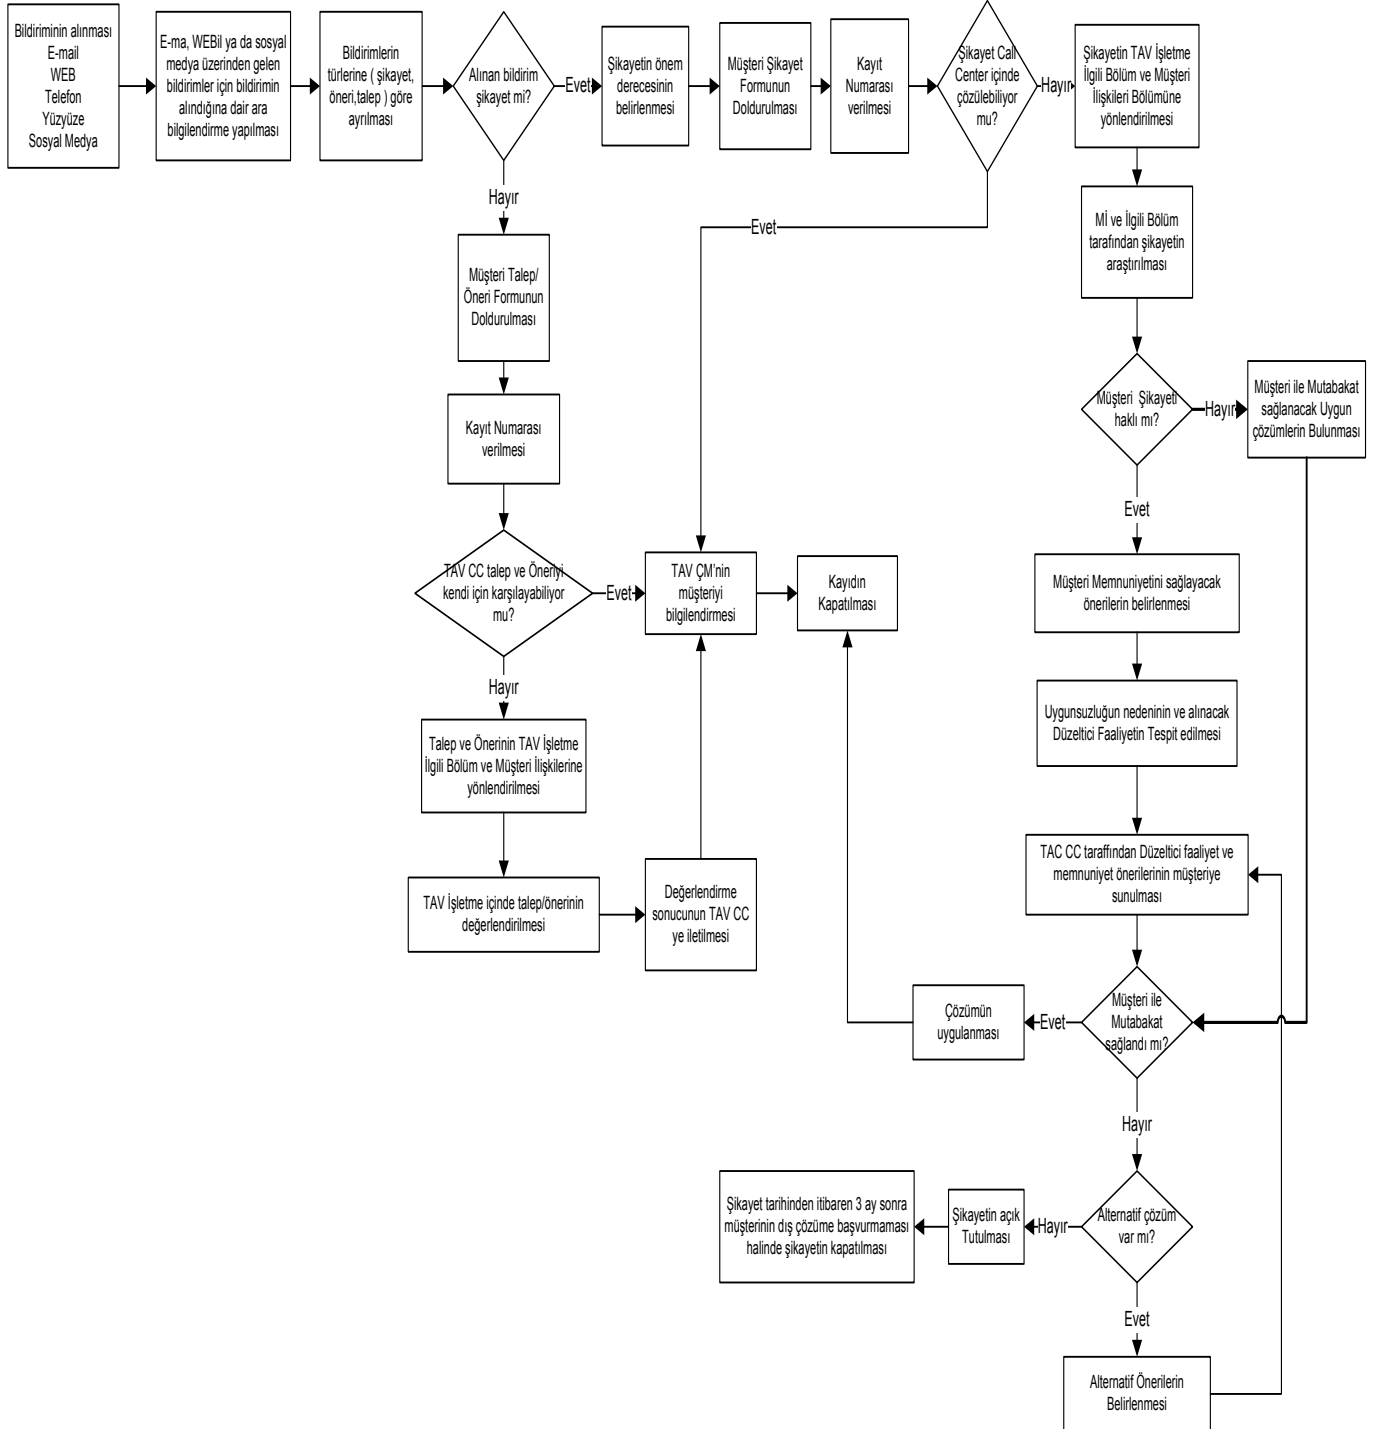 Bildiriminin alınması
E-mail
WEB
Telefon
Yüzyüze
Sosyal Medya
E-ma, WEBil ya da sosyal
medya üzerinden gelen
bildirimler için bildirimin
alındığına dair ara
bilgilendirme yapılması
Bildirimlerin
türlerine ( şikayet,
öneri,talep ) göre
ayrılması
Alınan bildirim
şikayet mi?
Evet
Şikayetin önem
derecesinin
belirlenmesi
Müşteri Şikayet
Formunun
Doldurulması
Kayıt
Numarası
verilmesi
Şikayet Call
Center içinde
çözülebiliyor
mu?
Hayır
Şikayetin TAV İşletme
İlgili Bölüm ve Müşteri
İlişkileri Bölümüne
yönlendirilmesi
Hayır
Evet
Mİ ve İlgili Bölüm
tarafından şikayetin
araştırılması
Müşteri Talep/
Öneri Formunun
Doldurulması
Müşteri Şikayeti
haklı mı?
Hayır
Müşteri ile Mutabakat
sağlanacak Uygun
çözümlerin Bulunması
Kayıt Numarası
verilmesi
Evet
TAV CC talep ve Öneriyi
kendi için karşılayabiliyor
mu?
Evet
TAV ÇM'nin
müşteriyi
bilgilendirmesi
Kayıdın
Kapatılması
Müşteri Memnuniyetini sağlayacak
önerilerin belirlenmesi
Hayır
Uygunsuzluğun nedeninin ve alınacak
Düzeltici Faaliyetin Tespit edilmesi
Talep ve Önerinin TAV İşletme
İlgili Bölüm ve Müşteri İlişkilerine
yönlendirilmesi
TAC CC taraffından Düzeltici faaliyet ve
memnuniyet önerilerinin müşteriye
sunulması
TAV İşletme içinde talep/önerinin
değerlendirilmesi
Değerlendirme
sonucunun TAV CC
ye iletilmesi
Müşteri ile
Mutabakat
sağlandı mı?
Evet
Çözümün
uygulanması
Hayır
Alternatif çözüm
var mı?
Hayır
Şikayetin açık
Tutulması
Şikayet tarihinden itibaren 3 ay sonra
müşterinin dış çözüme başvurmaması
halinde şikayetin kapatılması
Evet
Alternatif Önerilerin
Belirlenmesi